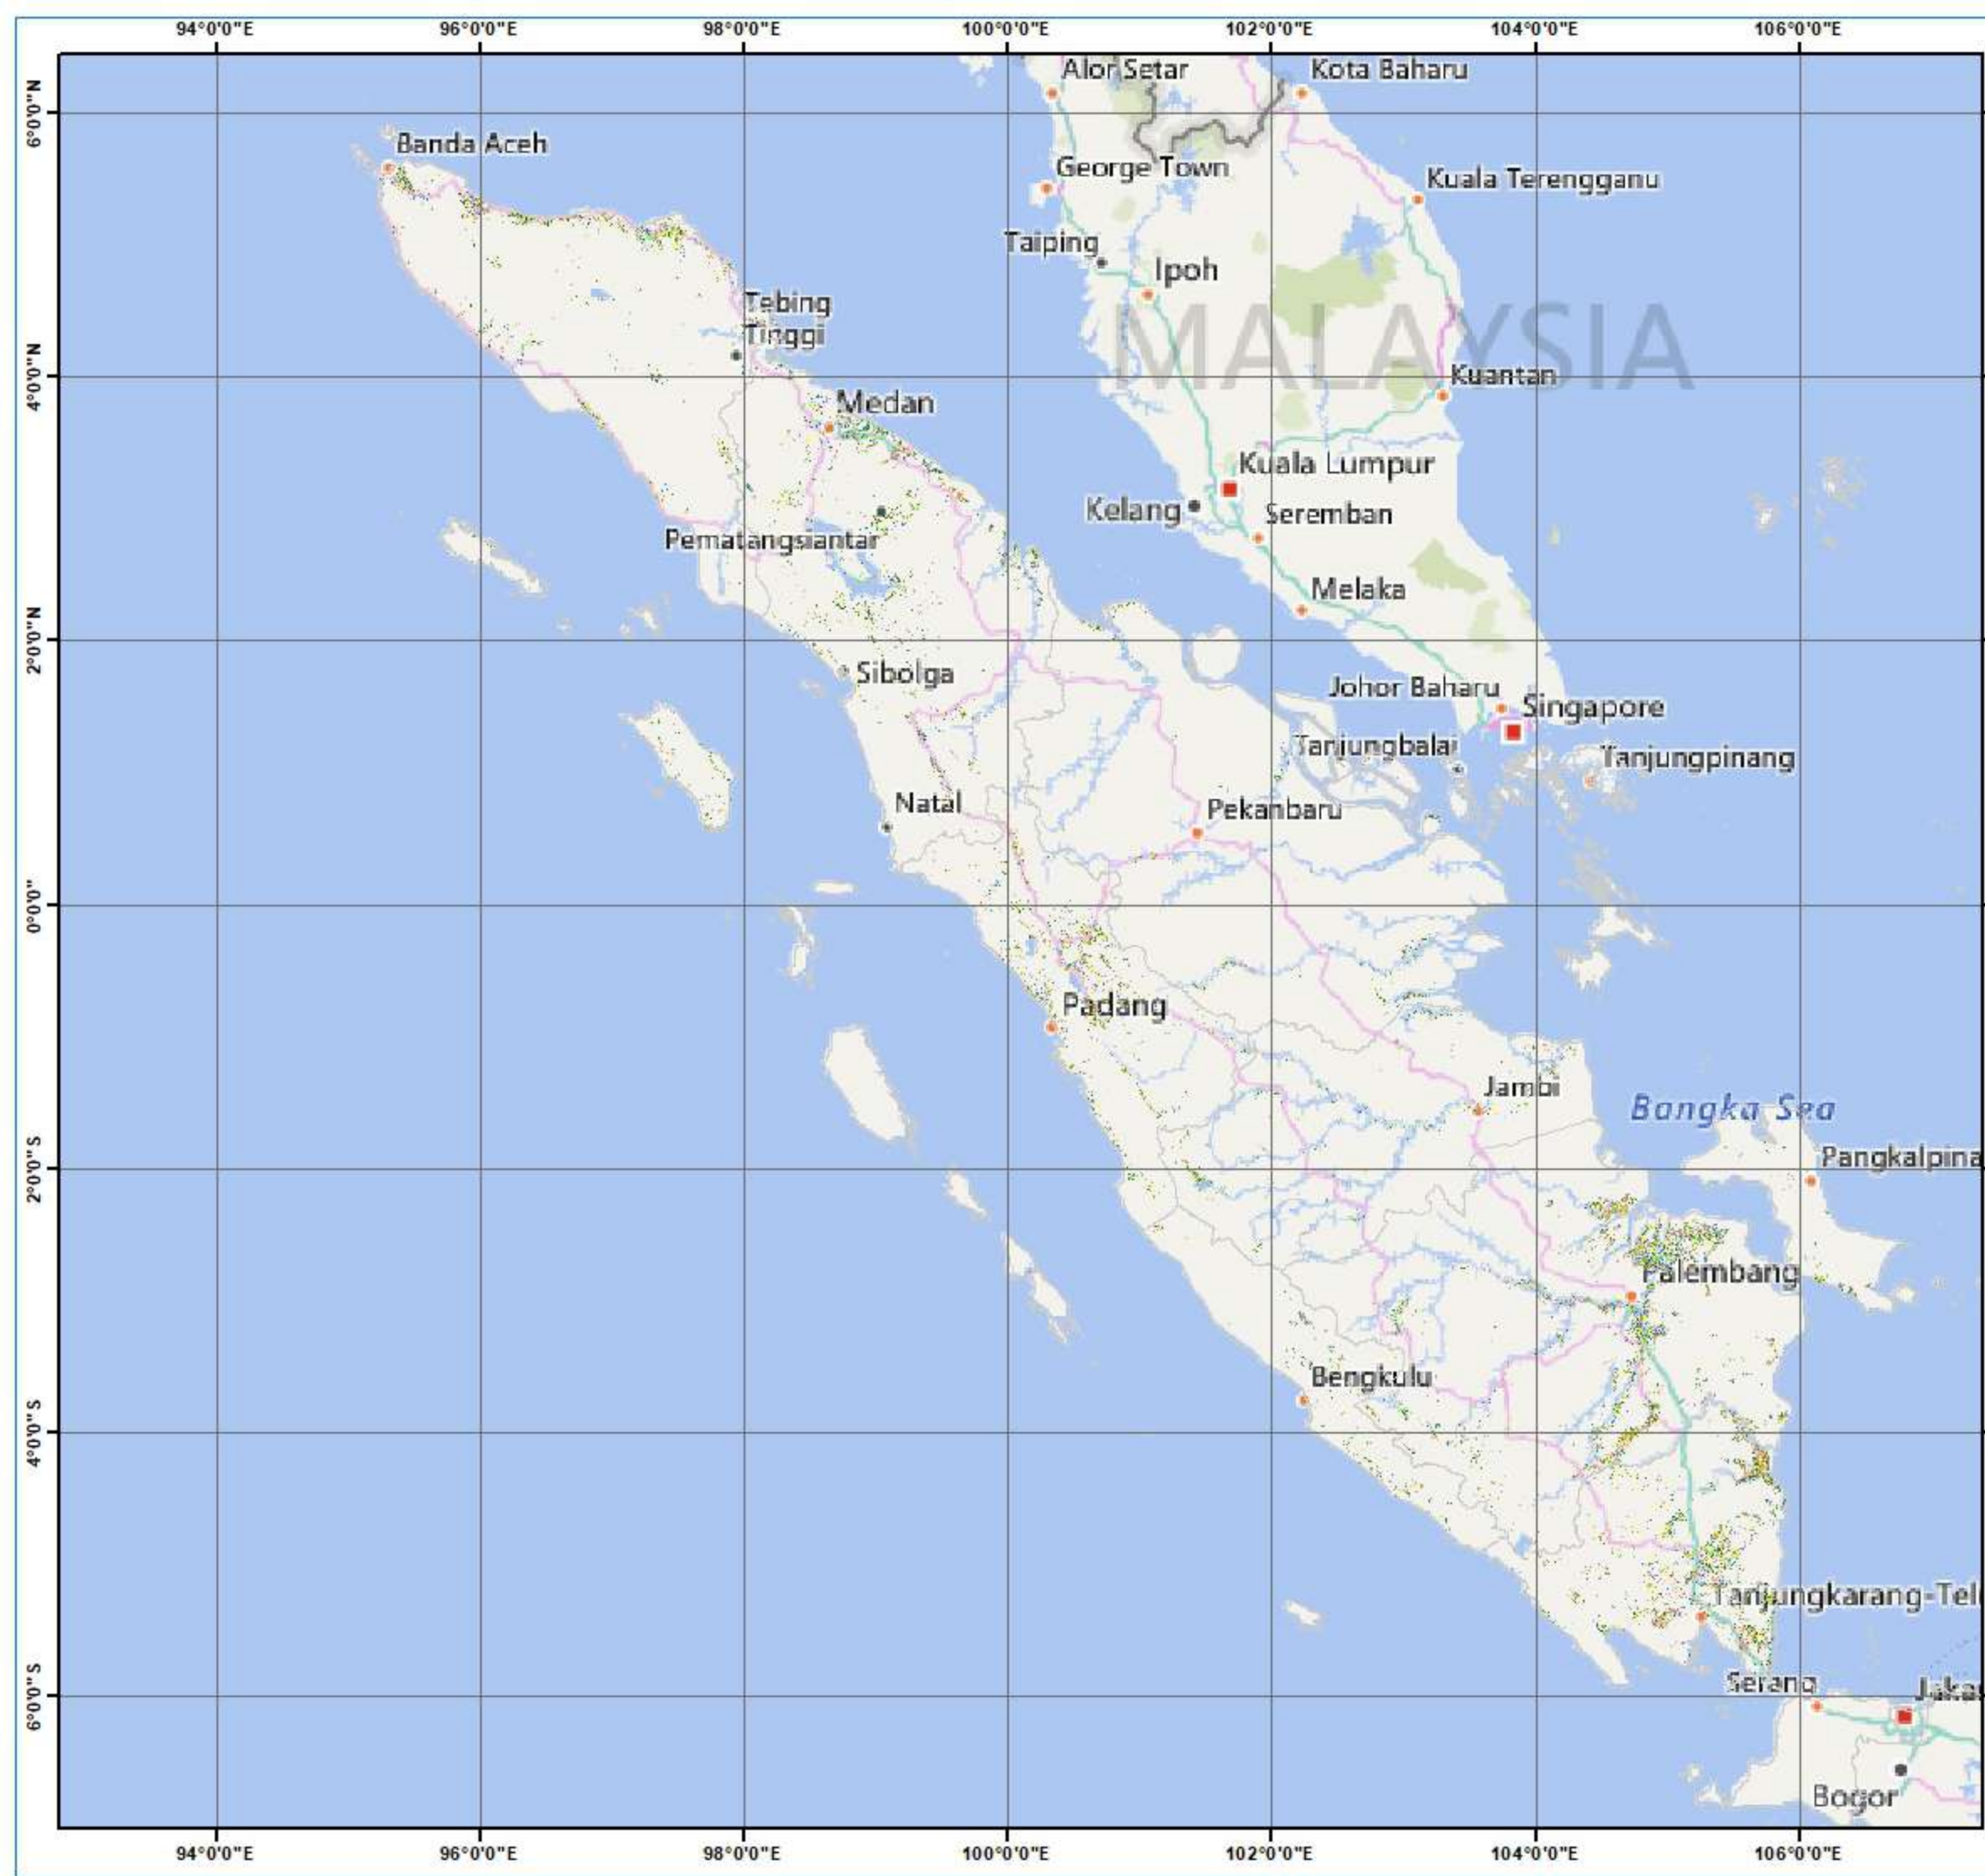 94°0'0"E 96°0'0"E 98°0'0"E 100°0'0"E 102°0'0"E 104°0'0"E 106°0'0"E
Alor Setar
Kota Baharu
6°0'0"N
Banda Aceh
George Town
Kuala Terengganu
Taiping
Ipoh
Tebing
Tinggi
MALAYSIA
4°0'0"N
Kuantan
Medan
Kuala Lumpur
Kelang
Seremban
Pematangsiantar
Melaka
2°0'0"N
Sibolga
Johor Baharu
Singapore
Tanjungbalai
Tanjungpinang
Natal
Pekanbaru
0°0'0"
Padang
Jambi
Bangka Sea
2°0'0"S
Pangkalpina
Palembang
Bengkulu
4°0'0"S
Tanjungkarang-Tel
6°0'0"S
Serang
Jaka
Bogor
94°0'0"E 96°0'0"E 98°0'0"E 100°0'0"E 102°0'0"E 104°0'0"E 106°0'0"E